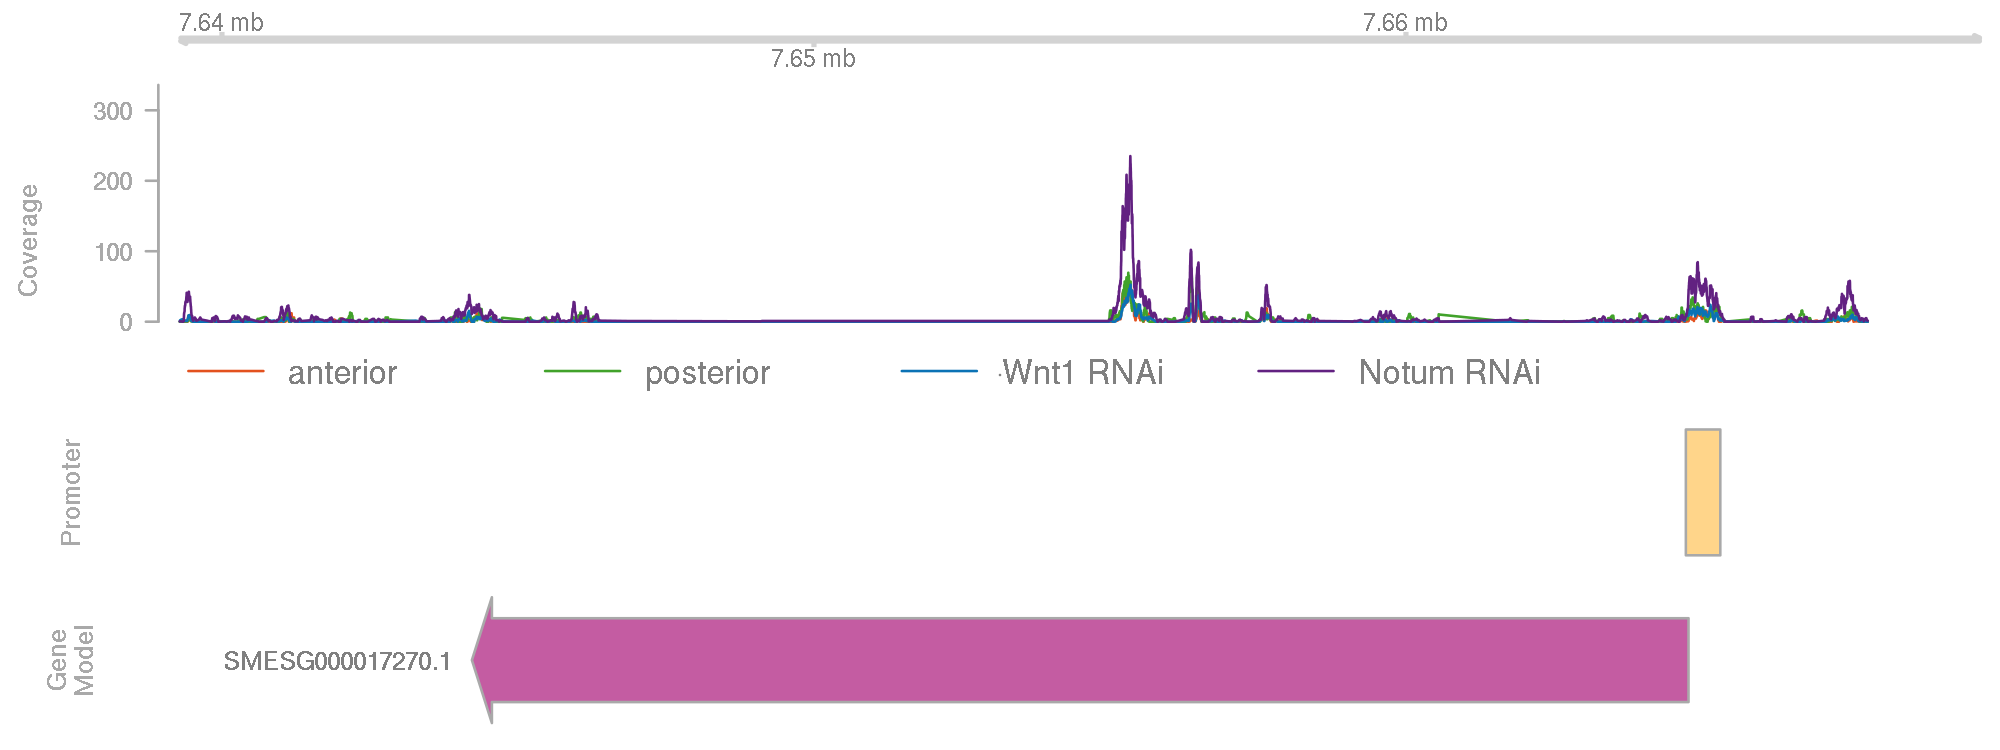 7.64 mb
7.66 mb
7.65 mb
300
200
100
0
Coverage
anterior
posterior
Wnt1 RNAi
Notum RNAi
Promoter
Gene
Model
SMESG000017270.1